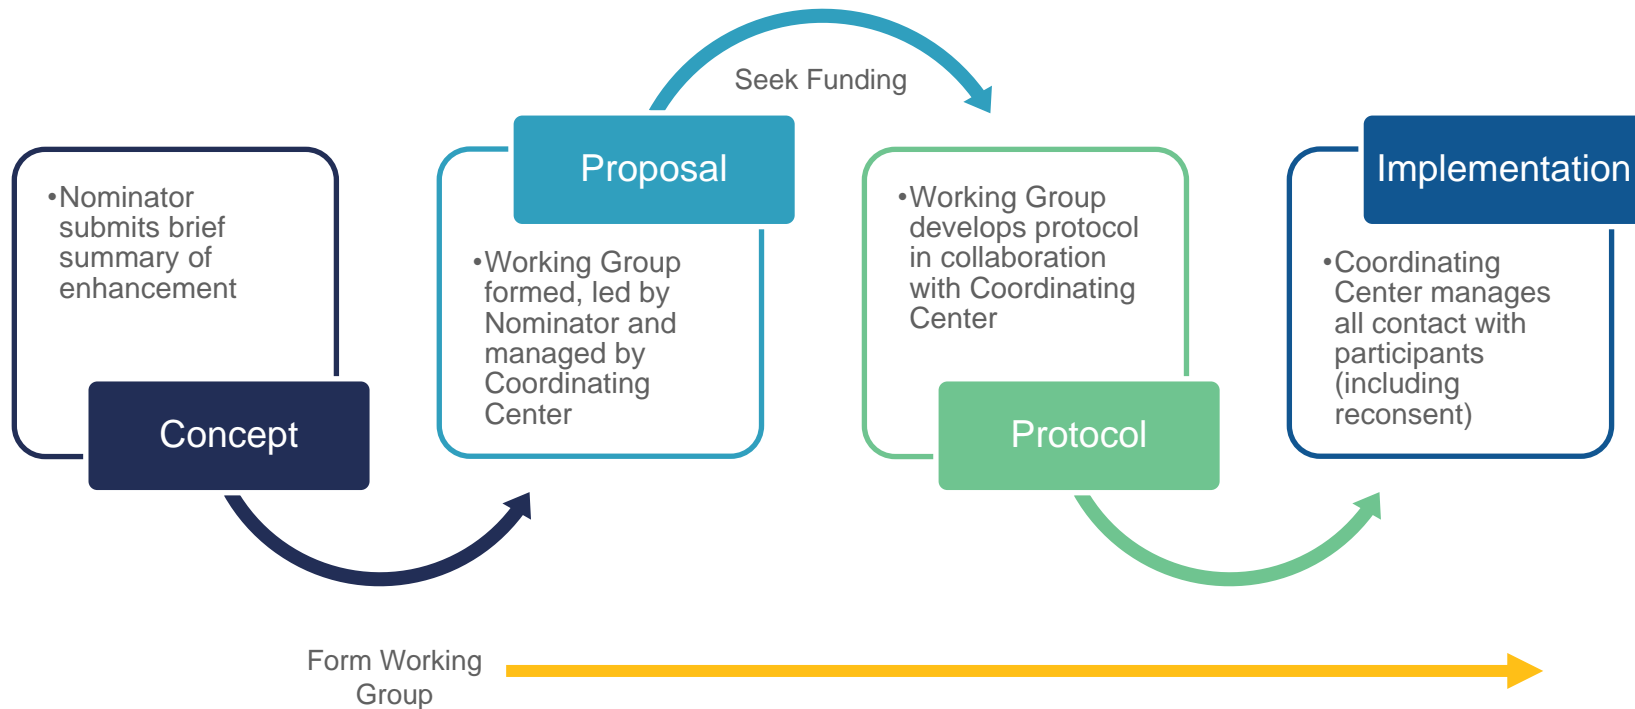 Seek Funding
•Nominator
submits brief
summary of
enhancement
Concept
Proposal
•Working Group
formed, led by
Nominator and
managed by
Coordinating
Center
•Working Group
develops protocol
in collaboration
with Coordinating
Center
Protocol
Implementation
•Coordinating
Center manages
all contact with
participants
(including
reconsent)
Form Working
Group